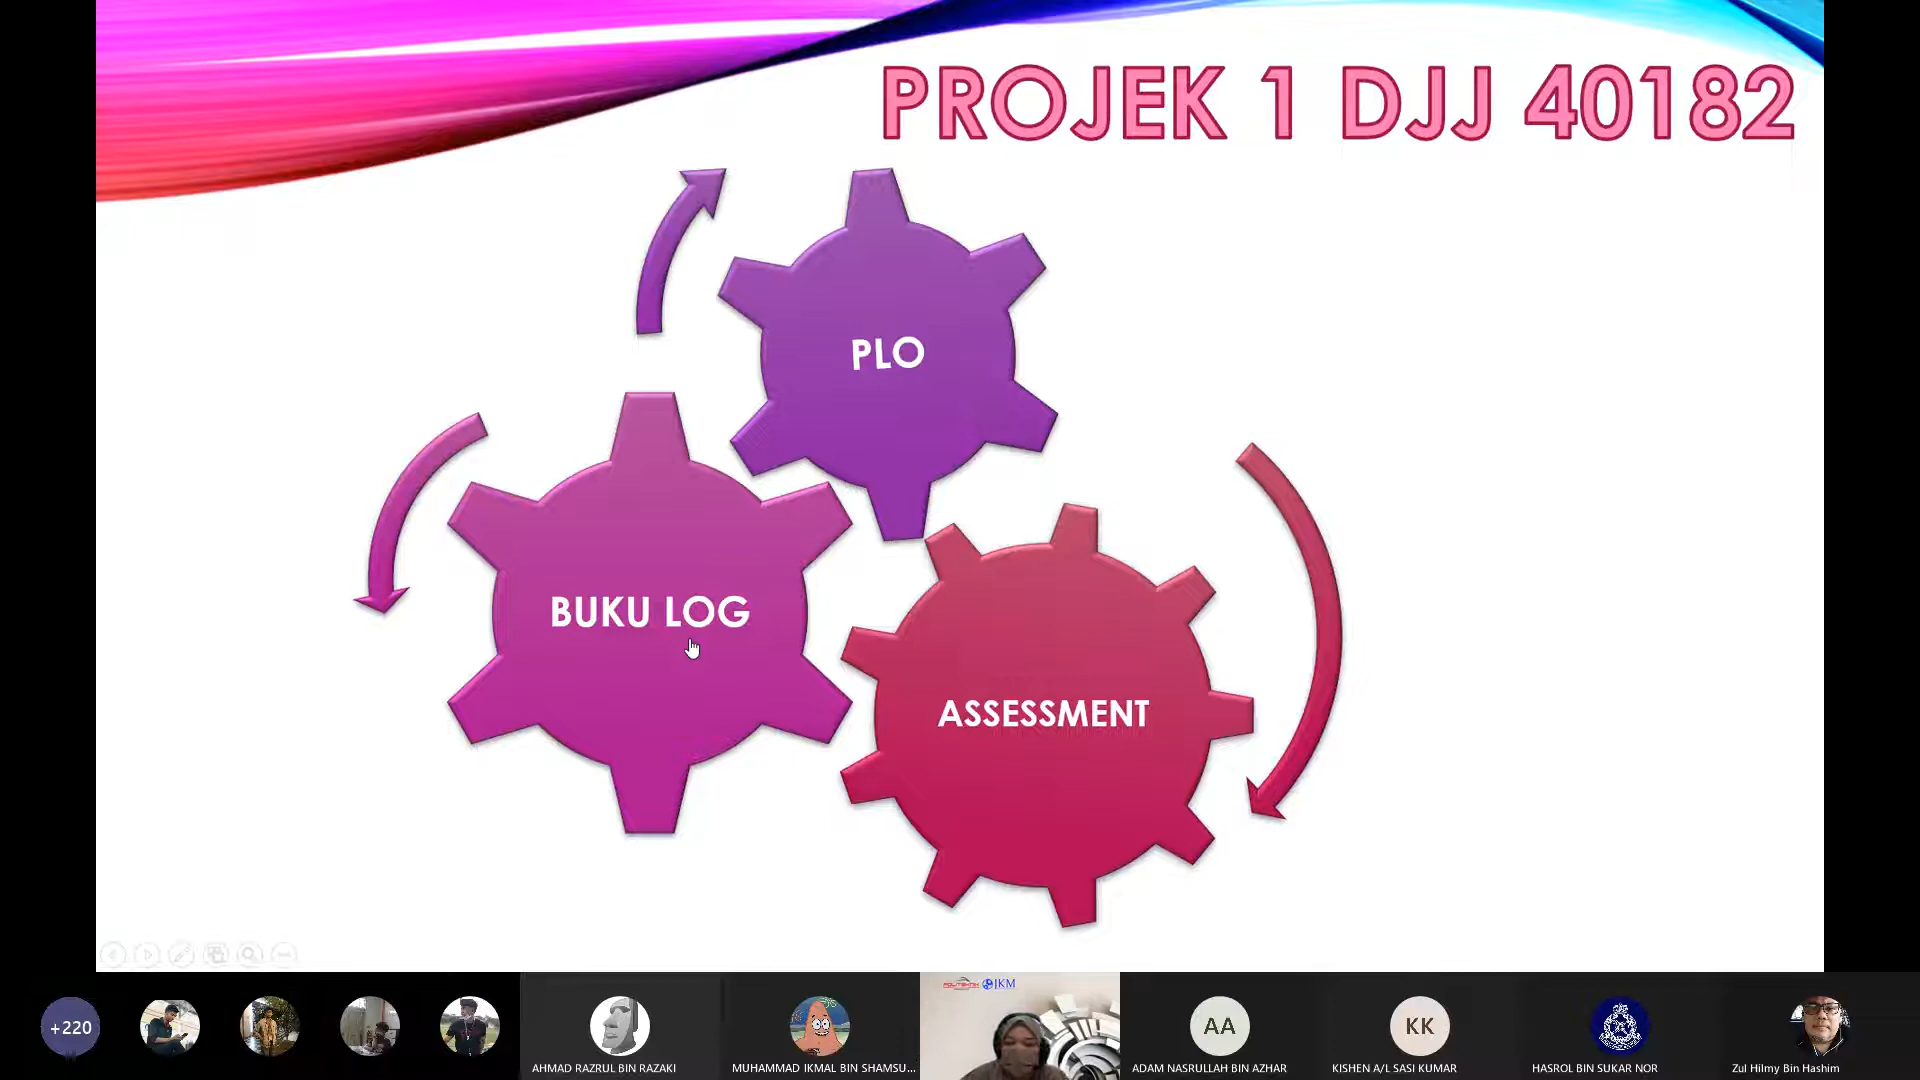 PROJEK 1 DJJ 40182
PLO
BUKU LOG
ASSESSMENT
POLITEKNIK JKM
+220
AHMAD RAZRUL BIN RAZAKI
MUHAMMAD IKMAL BIN SHAMSU...
AA
ADAM NASRULLAH BIN AZHAR
KK
KISHEN A/L SASI KUMAR
HASROL BIN SUKAR NOR
Zul Hilmy Bin Hashim